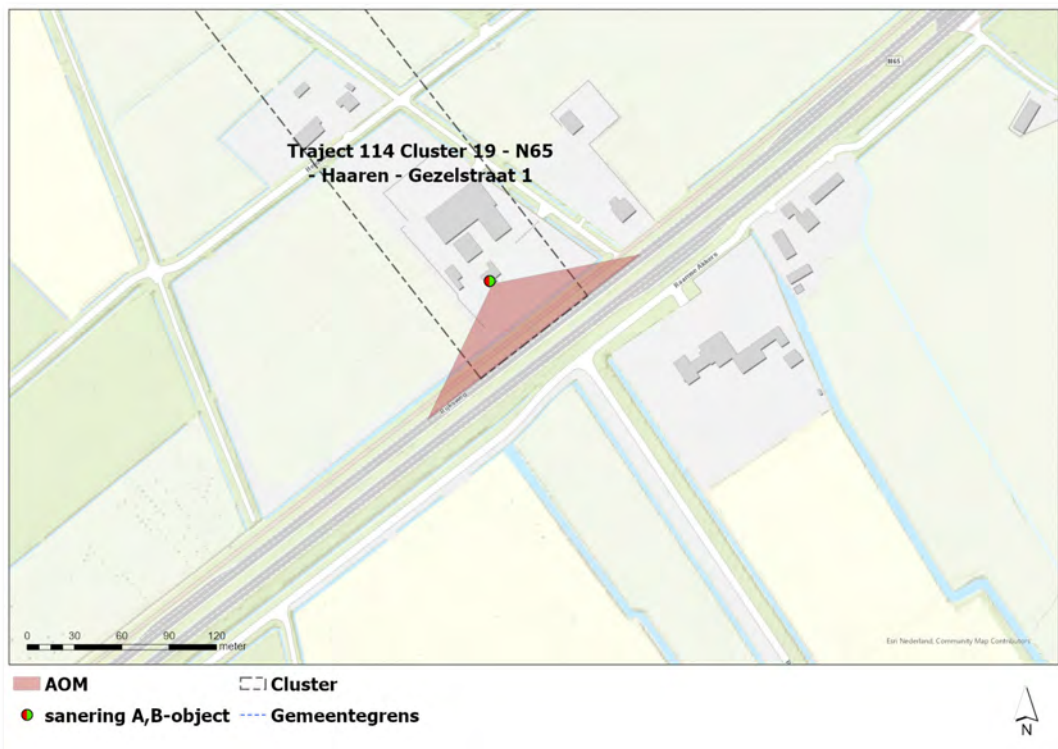 N65
Traject 114 Cluster 19 - N65
- Haaren - Gezelstraat 1
Rijksweg
0 30 60 90 120
meter
Esri Nederland, Community Map Contributors
AOM
Cluster
sanering A,B-object
Gemeentegrens
N